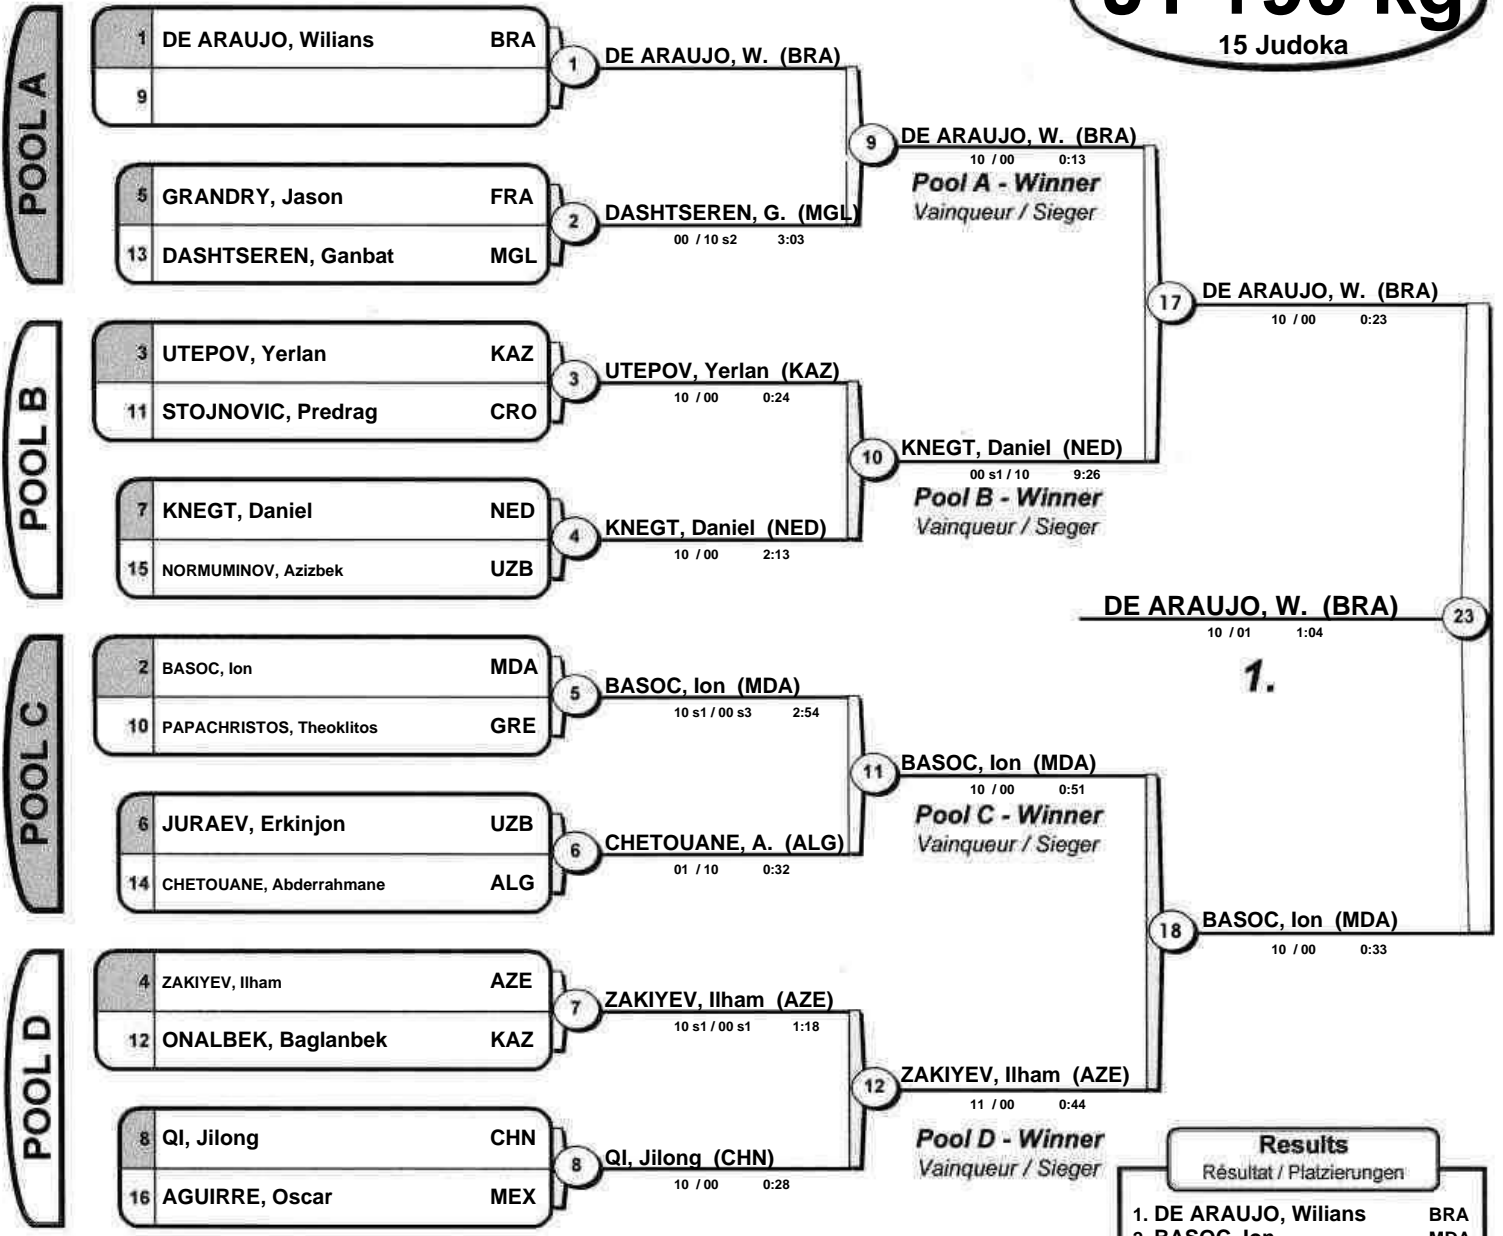 15 Judoka
POOL A
1 DE ARAUJO, Wilians BRA
9
5 GRANDRY, Jason FRA
13 DASHTSEREN, Ganbat MGL
1
DE ARAUJO, W. (BRA)
2
DASHTSEREN, G. (MGL)
00 / 10 s2 3:03
9
DE ARAUJO, W. (BRA)
10 / 00 0:13
Pool A - Winner
Vainqueur / Sieger
POOL B
3 UTEPOV, Yerlan KAZ
11 STOJNOVIC, Predrag CRO
7 KNEGT, Daniel NED
15 NORMUMINOV, Azizbek UZB
3
UTEPOV, Yerlan (KAZ)
10 / 00 0:24
4
KNEGT, Daniel (NED)
10 / 00 2:13
10
KNEGT, Daniel (NED)
00 s1 / 10 9:26
Pool B - Winner
Vainqueur / Sieger
17
DE ARAUJO, W. (BRA)
10 / 00 0:23
POOL C
2 BASOC, Ion MDA
10 PAPACHRISTOS, Theoklitos GRE
6 JURAEV, Erkinjon UZB
14 CHETOUANE, Abderrahmane ALG
5
BASOC, Ion (MDA)
10 s1 / 00 s3 2:54
6
CHETOUANE, A. (ALG)
01 / 10 0:32
11
BASOC, Ion (MDA)
10 / 00 0:51
Pool C - Winner
Vainqueur / Sieger
POOL D
4 ZAKIYEV, Ilham AZE
12 ONALBEK, Baglanbek KAZ
8 QI, Jilong CHN
16 AGUIRRE, Oscar MEX
7
ZAKIYEV, Ilham (AZE)
10 s1 / 00 s1 1:18
8
QI, Jilong (CHN)
10 / 00 0:28
12
ZAKIYEV, Ilham (AZE)
11 / 00 0:44
Pool D - Winner
Vainqueur / Sieger
18
BASOC, Ion (MDA)
10 / 00 0:33
23
DE ARAUJO, W. (BRA)
10 / 01 1:04
1.
Results
Résultat / Platzierungen
1. DE ARAUJO, Wilians BRA
2. BASOC, Ion MDA